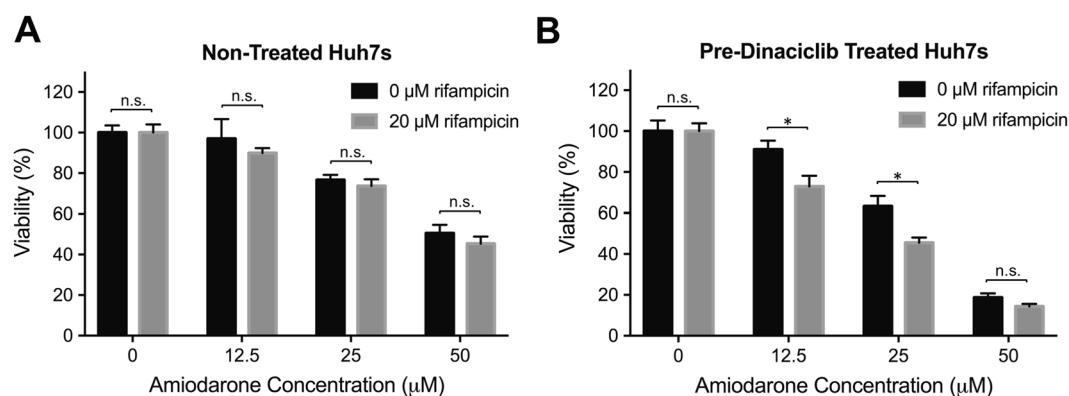 A
Non-Treated Huh7s
0 µM rifampicin
20 µM rifampicin
n.s.
n.s.
n.s.
n.s.
Viability (%)
120
100
80
60
40
20
0
0 12.5 25 50
Amiodarone Concentration (µM)
B
Pre-Dinaciclib Treated Huh7s
0 µM rifampicin
20 µM rifampicin
n.s.
*
*
n.s.
Viability (%)
120
100
80
60
40
20
0
0 12.5 25 50
Amiodarone Concentration (µM)